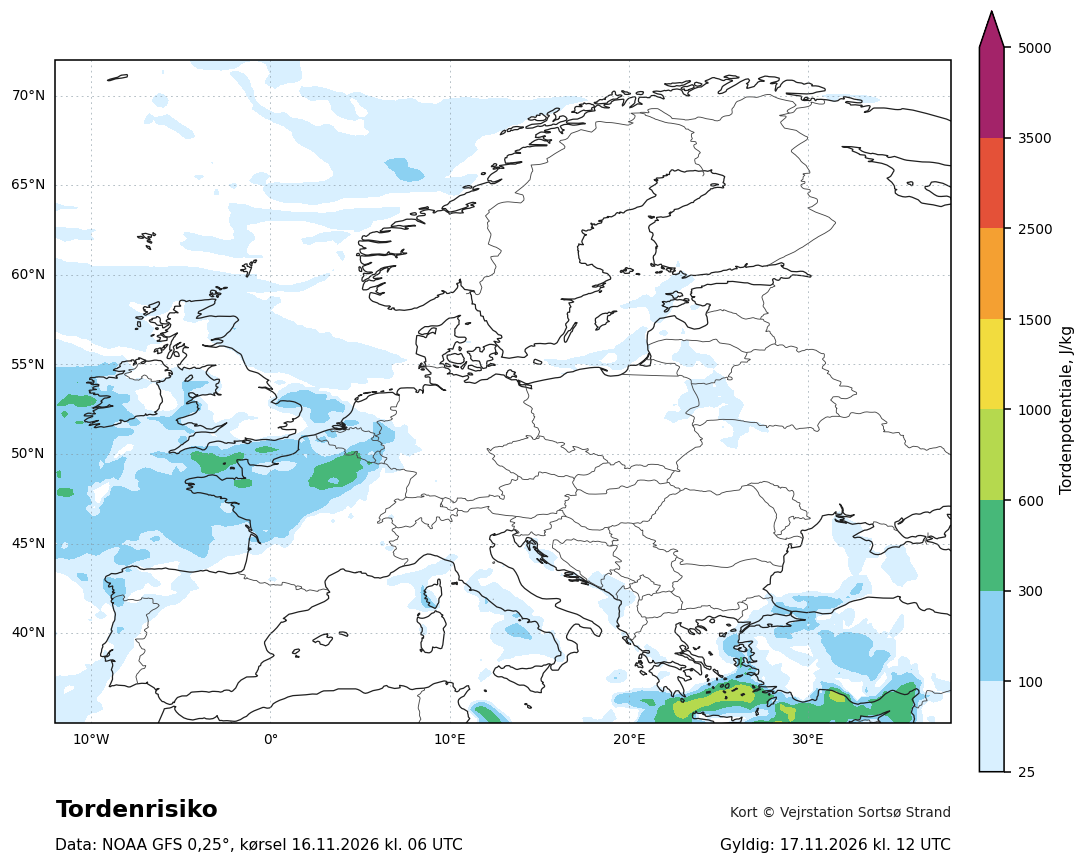 5000
3500
2500
1500
1000
600
300
100
25
Tordenpotentiale, J/kg
70°N
65°N
60°N
55°N
50°N
45°N
40°N
10°W
0°
10°E
20°E
30°E
Tordenrisiko
Kort © Vejrstation Sortsø Strand
Data: NOAA GFS 0,25°, kørsel 16.11.2026 kl. 06 UTC
Gyldig: 17.11.2026 kl. 12 UTC